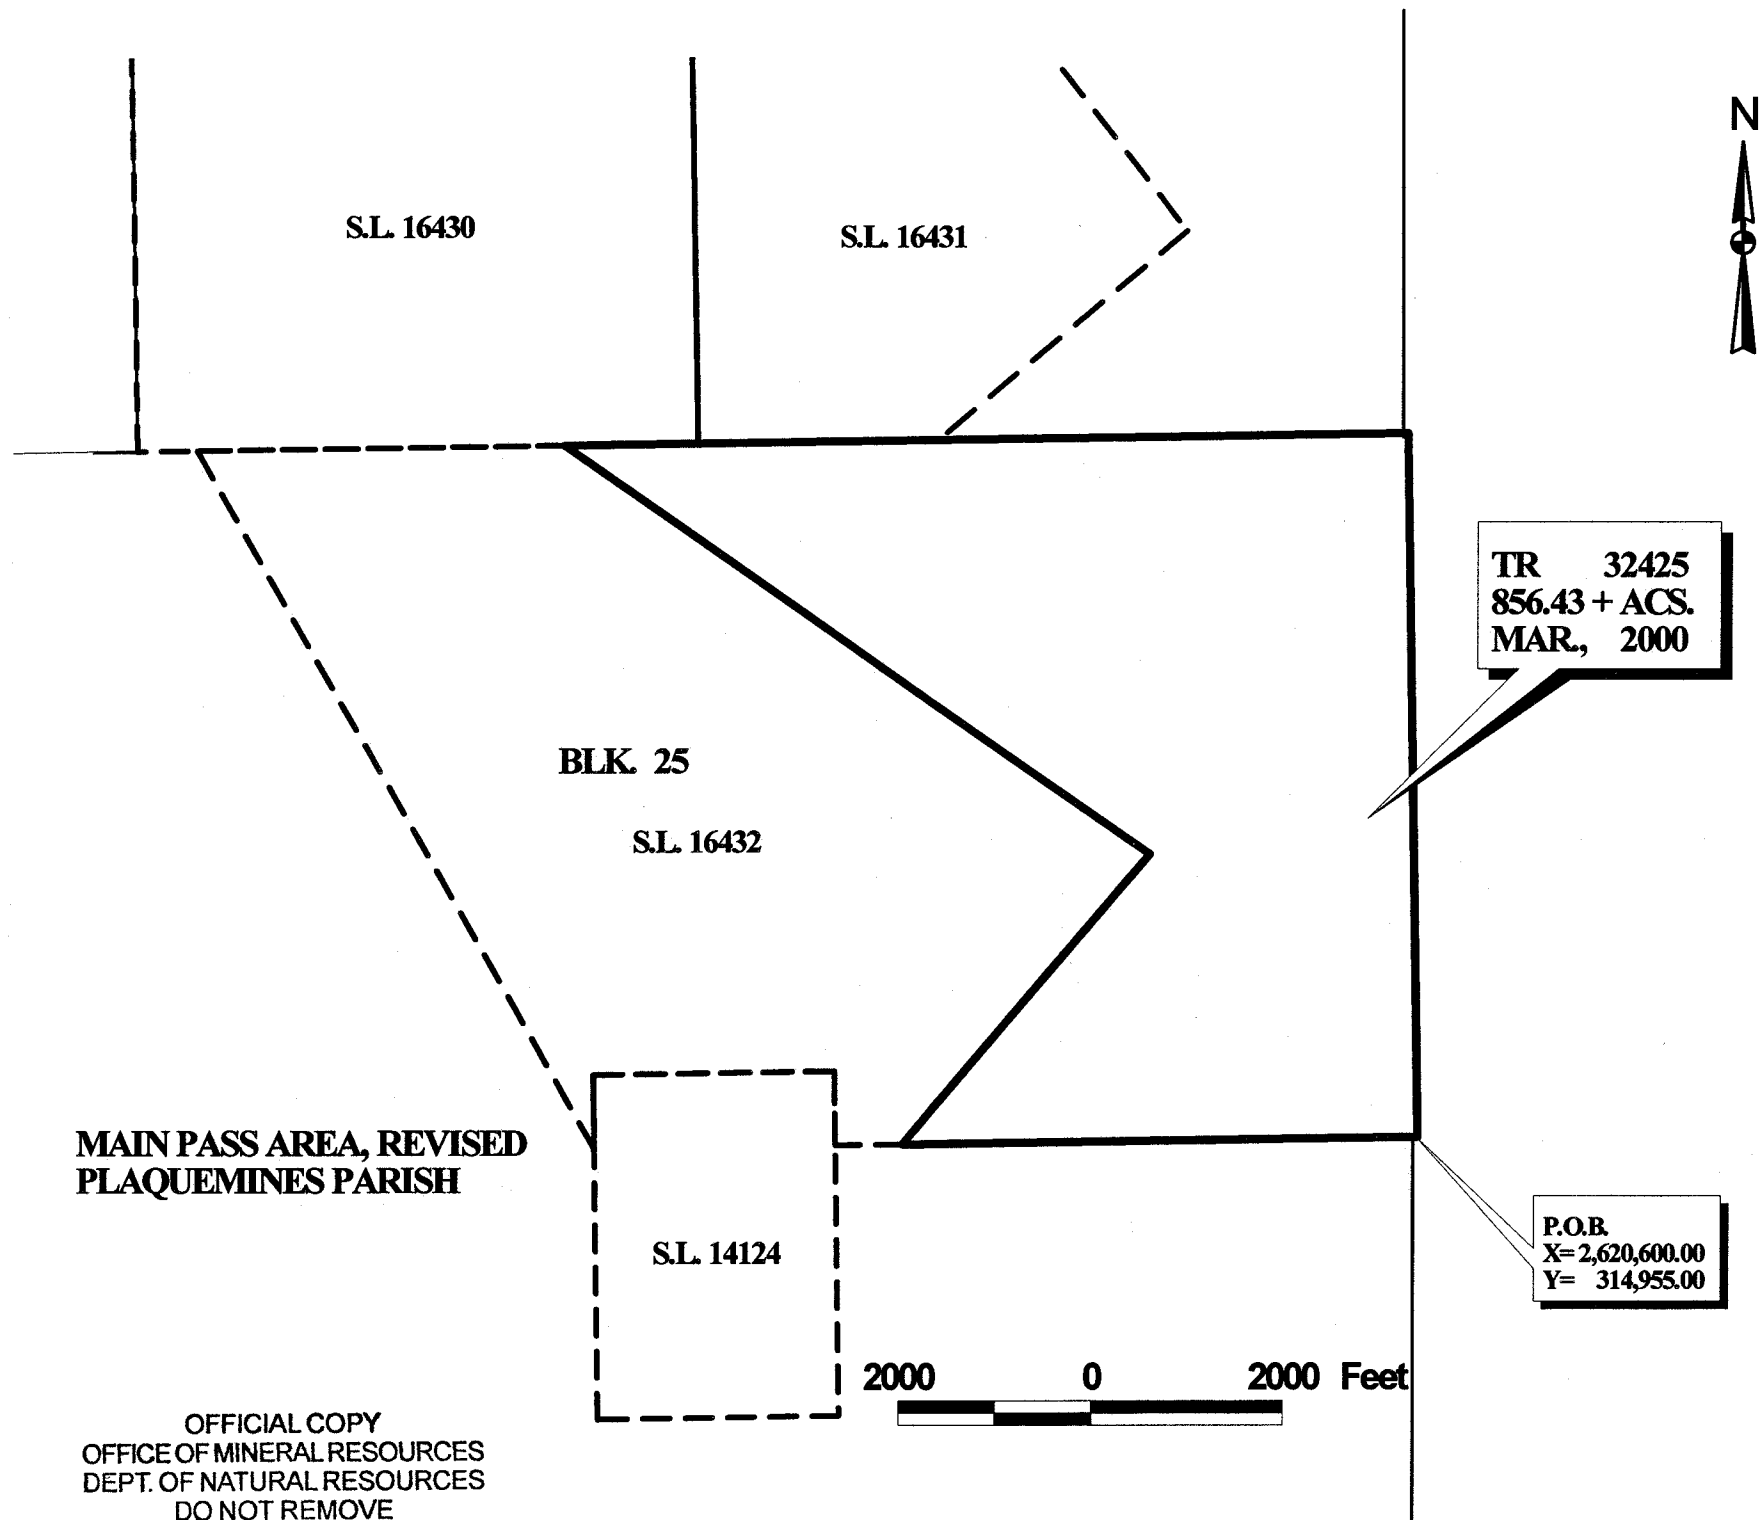 N
S.L. 16430
S.L. 16431
TR 32425
856.43 + ACS.
MAR., 2000
BLK. 25
S.L. 16432
MAIN PASS AREA, REVISED
PLAQUEMINES PARISH
S.L. 14124
P.O.B.
X= 2,620,600.00
Y= 314,955.00
2000 0 2000 Feet
OFFICIAL COPY
OFFICE OF MINERAL RESOURCES
DEPT. OF NATURAL RESOURCES
DO NOT REMOVE